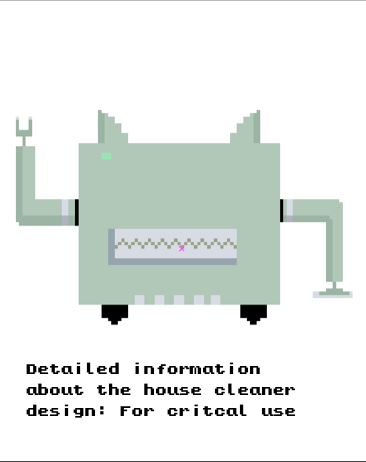 Detailed information
about the house cleaner
design: For critcal use